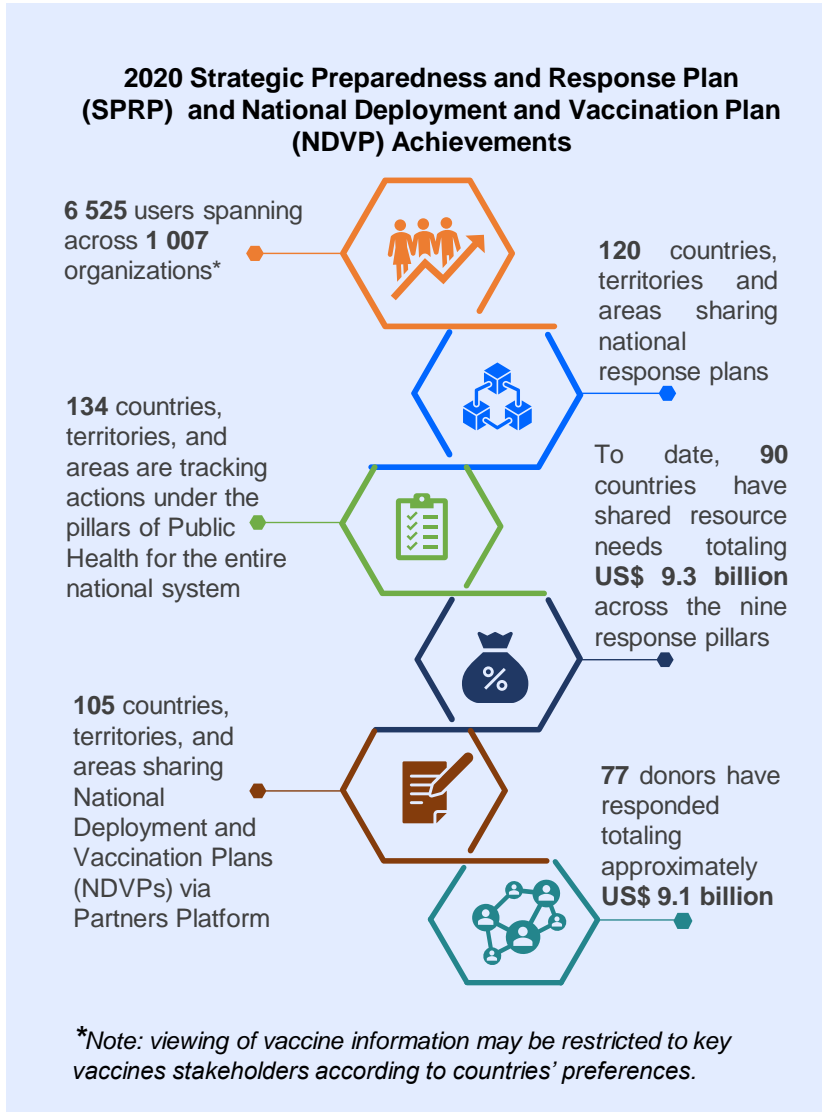 2020 Strategic Preparedness and Response Plan
(SPRP) and National Deployment and Vaccination Plan
(NDVP) Achievements
6 525 users spanning
across 1 007
organizations*
120 countries,
territories and
areas sharing
national
response plans
134 countries,
territories, and
areas are tracking
actions under the
pillars of Public
Health for the entire
national system
To date, 90
countries have
shared resource
needs totaling
US$ 9.3 billion
across the nine
response pillars
%
105 countries,
territories, and
areas sharing
National
Deployment and
Vaccination Plans
(NDVPs) via
Partners Platform
77 donors have
responded
totaling
approximately
US$ 9.1 billion
*Note: viewing of vaccine information may be restricted to key
vaccines stakeholders according to countries’ preferences.